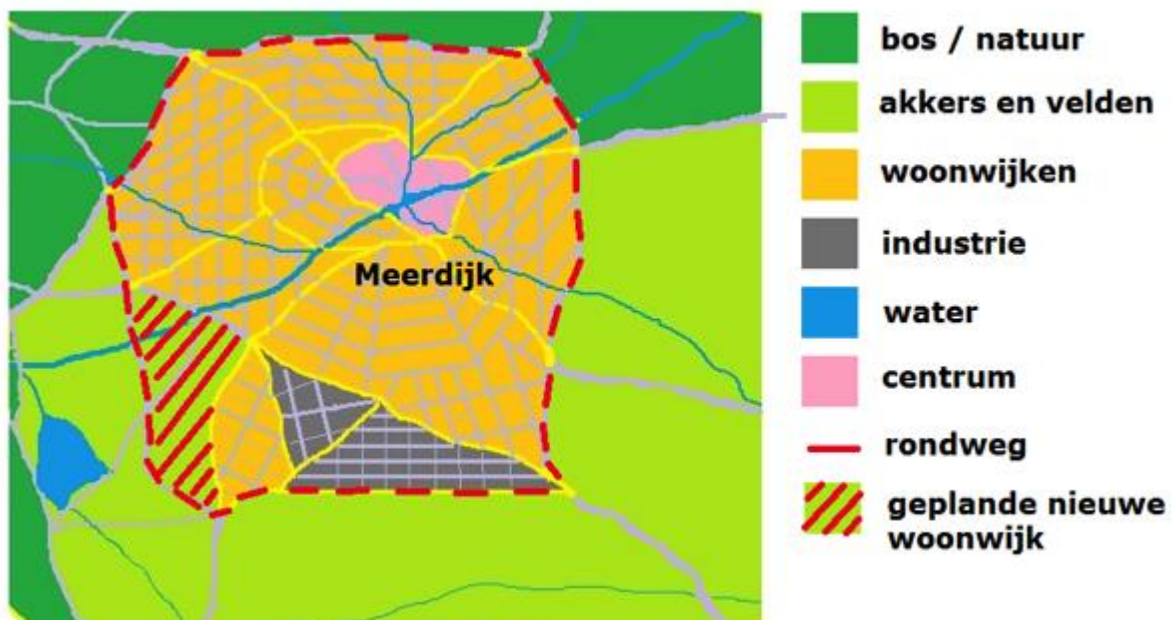 bos / natuur
akkers en velden
woonwijken
industrie
Meerdijk
water
centrum
rondweg
geplande nieuwe
woonwijk